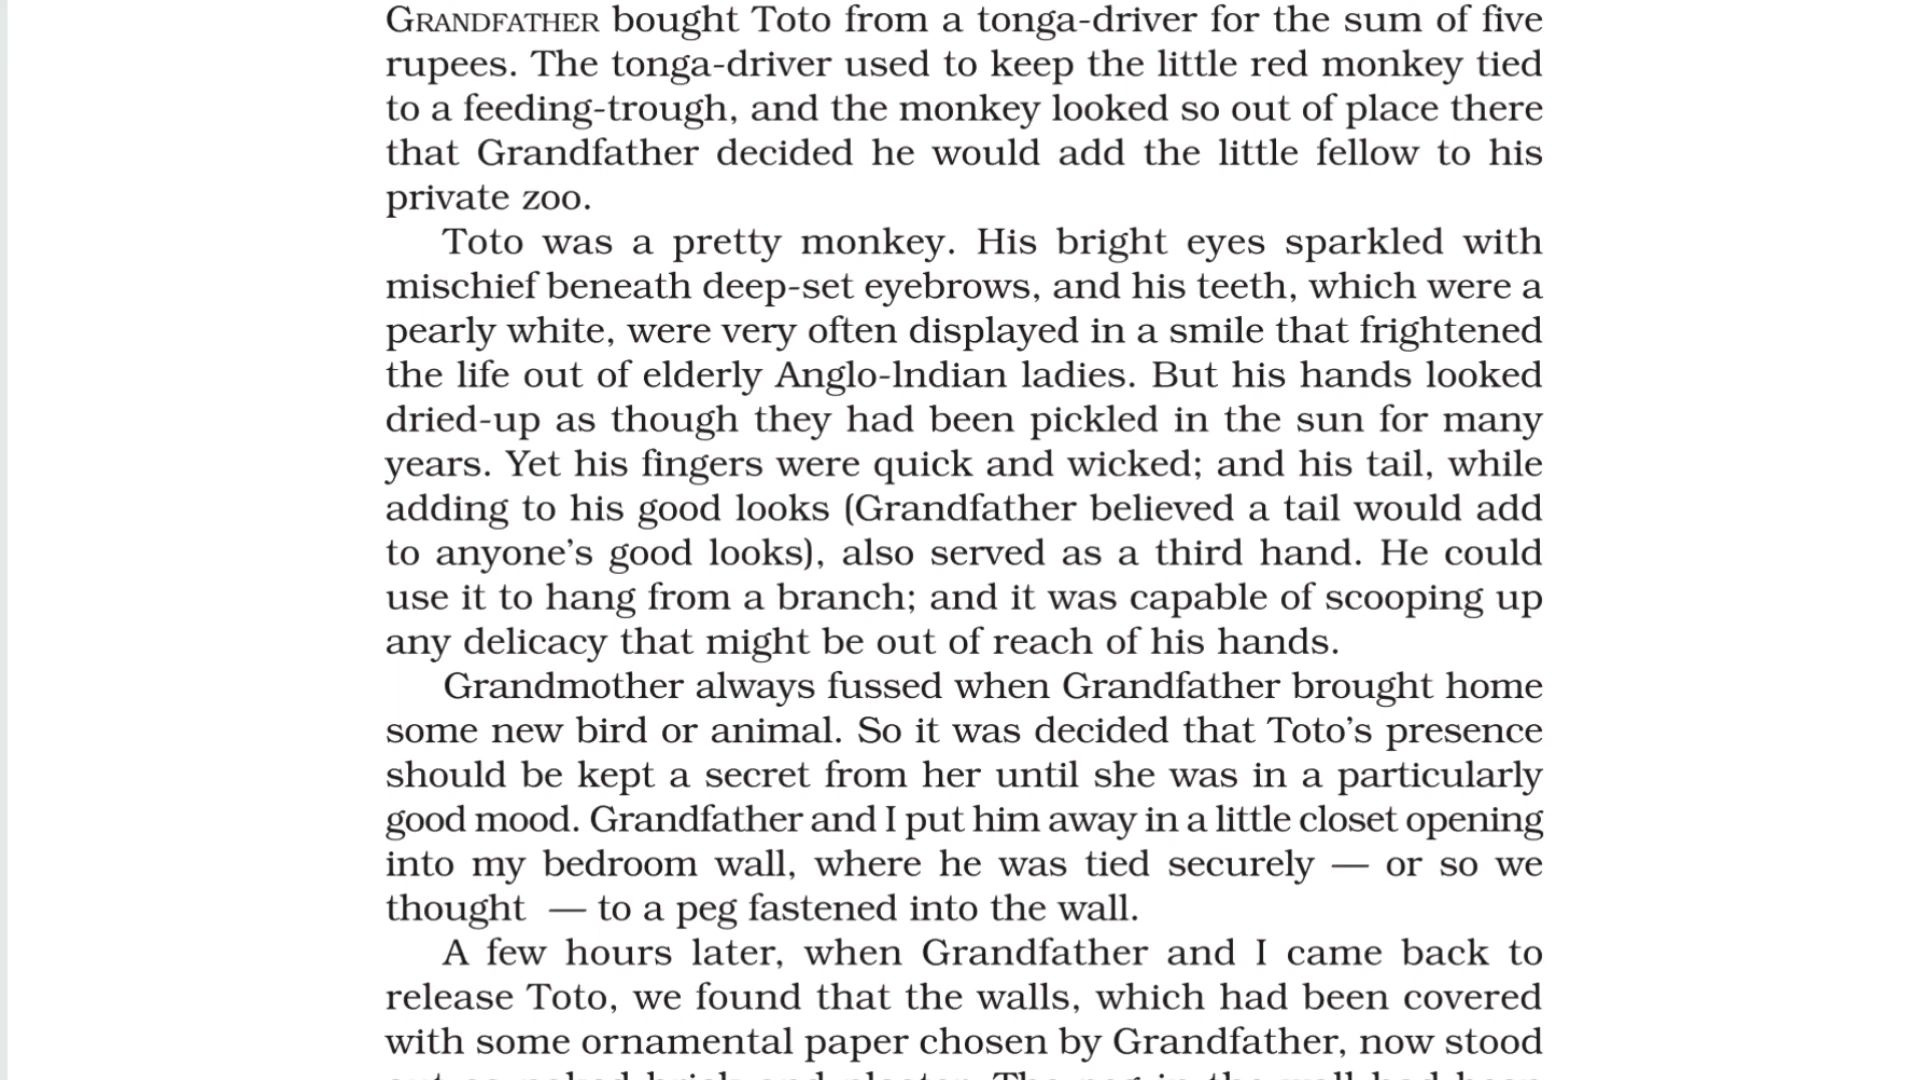 GRANDFATHER bought Toto from a tonga-driver for the sum of five
rupees. The tonga-driver used to keep the little red monkey tied
to a feeding-trough, and the monkey looked so out of place there
that Grandfather decided he would add the little fellow to his
private zoo.
Toto was a pretty monkey. His bright eyes sparkled with
mischief beneath deep-set eyebrows, and his teeth, which were a
pearly white, were very often displayed in a smile that frightened
the life out of elderly Anglo-lndian ladies. But his hands looked
dried-up as though they had been pickled in the sun for many
years. Yet his fingers were quick and wicked; and his tail, while
adding to his good looks (Grandfather believed a tail would add
to anyone’s good looks), also served as a third hand. He could
use it to hang from a branch; and it was capable of scooping up
any delicacy that might be out of reach of his hands.
Grandmother always fussed when Grandfather brought home
some new bird or animal. So it was decided that Toto’s presence
should be kept a secret from her until she was in a particularly
good mood. Grandfather and I put him away in a little closet opening
into my bedroom wall, where he was tied securely — or so we
thought — to a peg fastened into the wall.
A few hours later, when Grandfather and I came back to
release Toto, we found that the walls, which had been covered
with some ornamental paper chosen by Grandfather, now stood